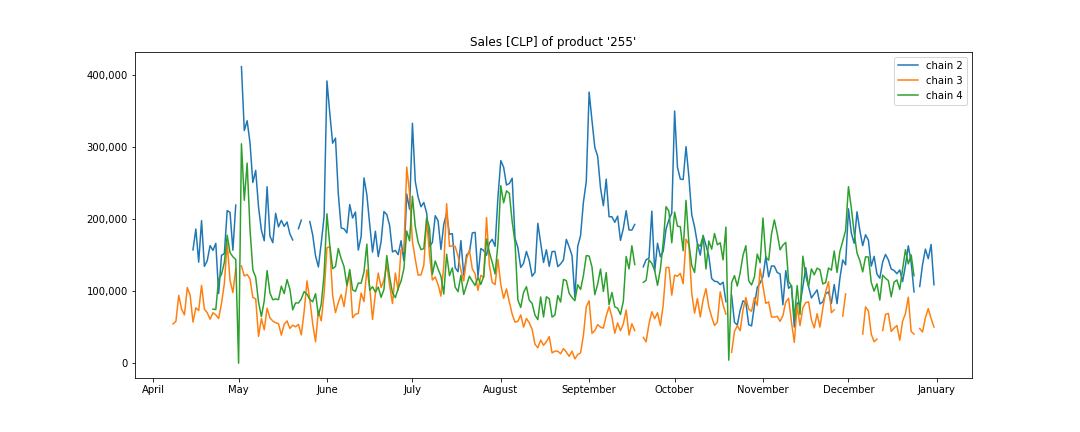 Sales [CLP] of product '255'
chain 2
chain 3
chain 4
400,000
300,000
200,000
100,000
0
April May June July August September October November December January